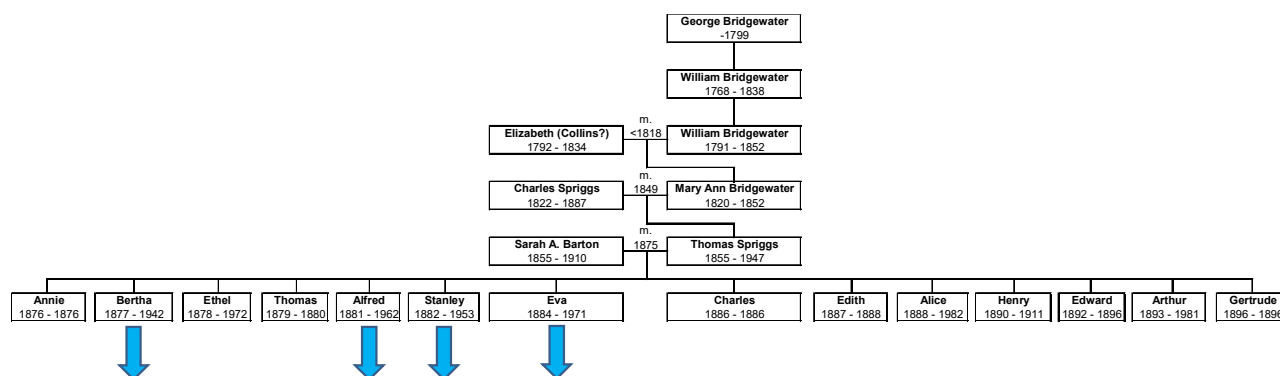 George Bridgewater
-1799
William Bridgewater
1768 - 1838
m.
<1818
Elizabeth (Collins?)
1792 - 1834
William Bridgewater
1791 - 1852
m.
1849
Charles Spriggs
1822 - 1887
Mary Ann Bridgewater
1820 - 1852
m.
1875
Sarah A. Barton
1855 - 1910
Thomas Spriggs
1855 - 1947
Annie
1876 - 1876
Bertha
1877 - 1942
Ethel
1878 - 1972
Thomas
1879 - 1880
Alfred
1881 - 1962
Stanley
1882 - 1953
Eva
1884 - 1971
Charles
1886 - 1886
Edith
1887 - 1888
Alice
1888 - 1982
Henry
1890 - 1911
Edward
1892 - 1896
Arthur
1893 - 1981
Gertrude
1896 - 1896